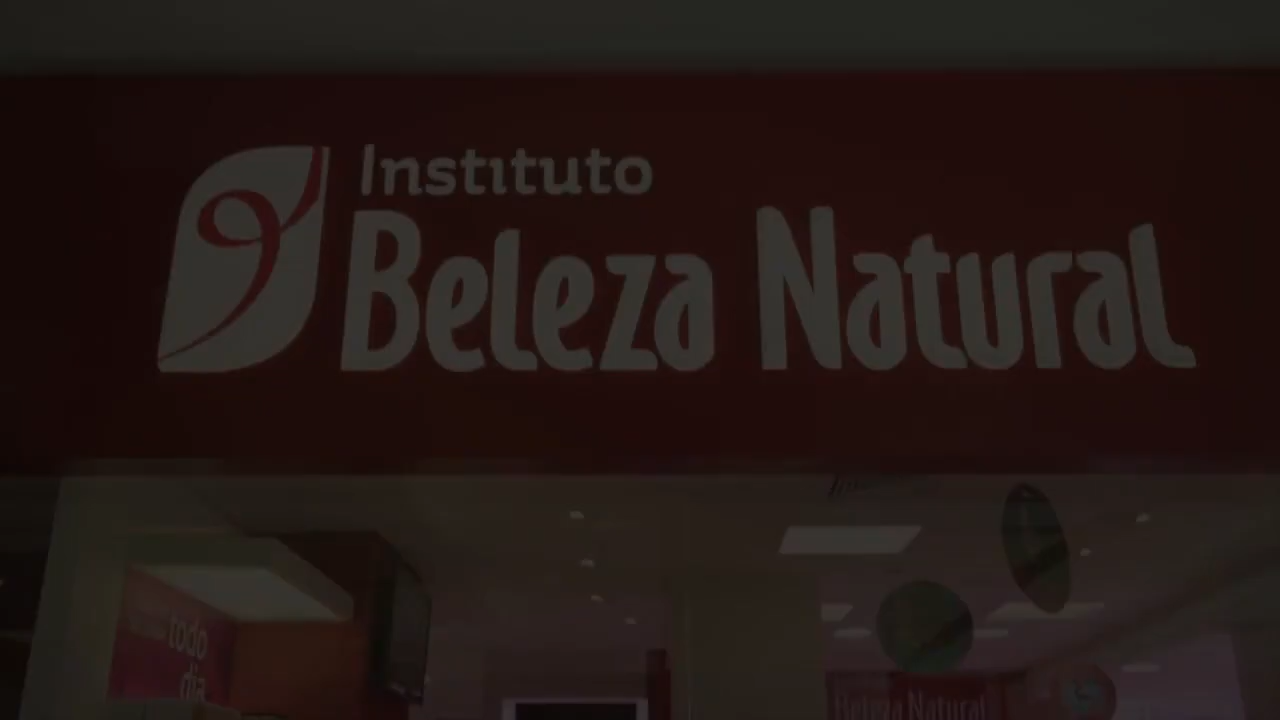 Instituto
Beleza Natural
todo
dia
Beleza Natural